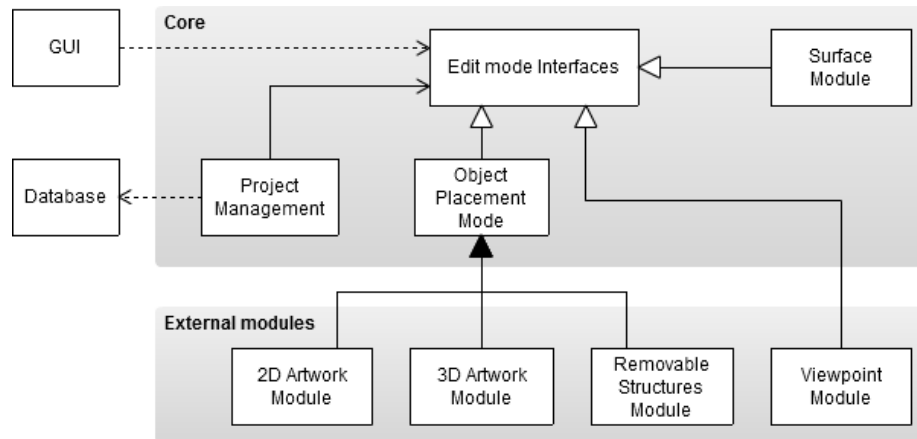 Core
GUI
Edit mode Interfaces
Surface
Module
Database
Project
Management
Object
Placement
Mode
External modules
2D Artwork
Module
3D Artwork
Module
Removable
Structures
Module
Viewpoint
Module